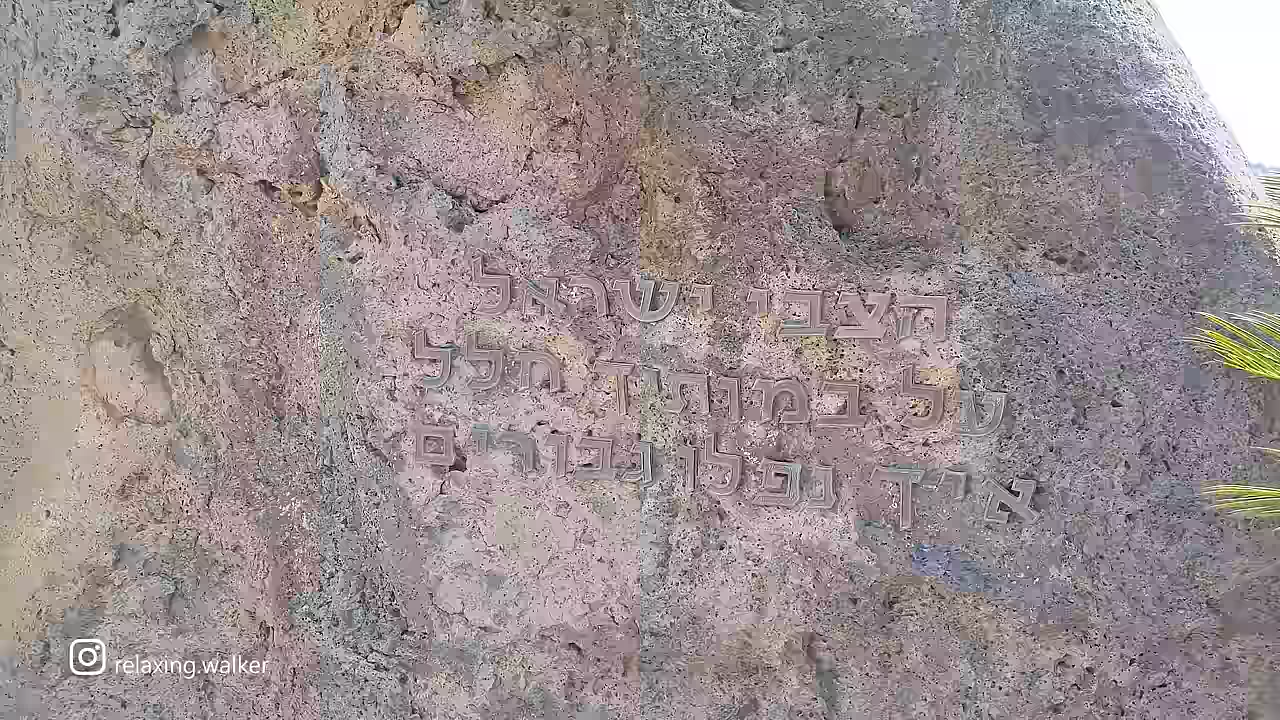 הצבי ישראל
על במותיך חלל
איך נפלו גבורים
relaxing.walker